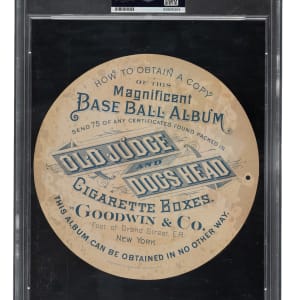 HOW TO OBTAIN A COPY
OF THIS
Magnificent
BASE BALL ALBUM
SEND 75 OF ANY CERTIFICATES FOUND PACKED IN
OLD JUDGE
AND
DOGS HEAD
CIGARETTE BOXES.
GOODWIN & CO.
Foot of Grand Street, E.R.
NEW YORK
THIS ALBUM CAN BE OBTAINED IN NO OTHER WAY.